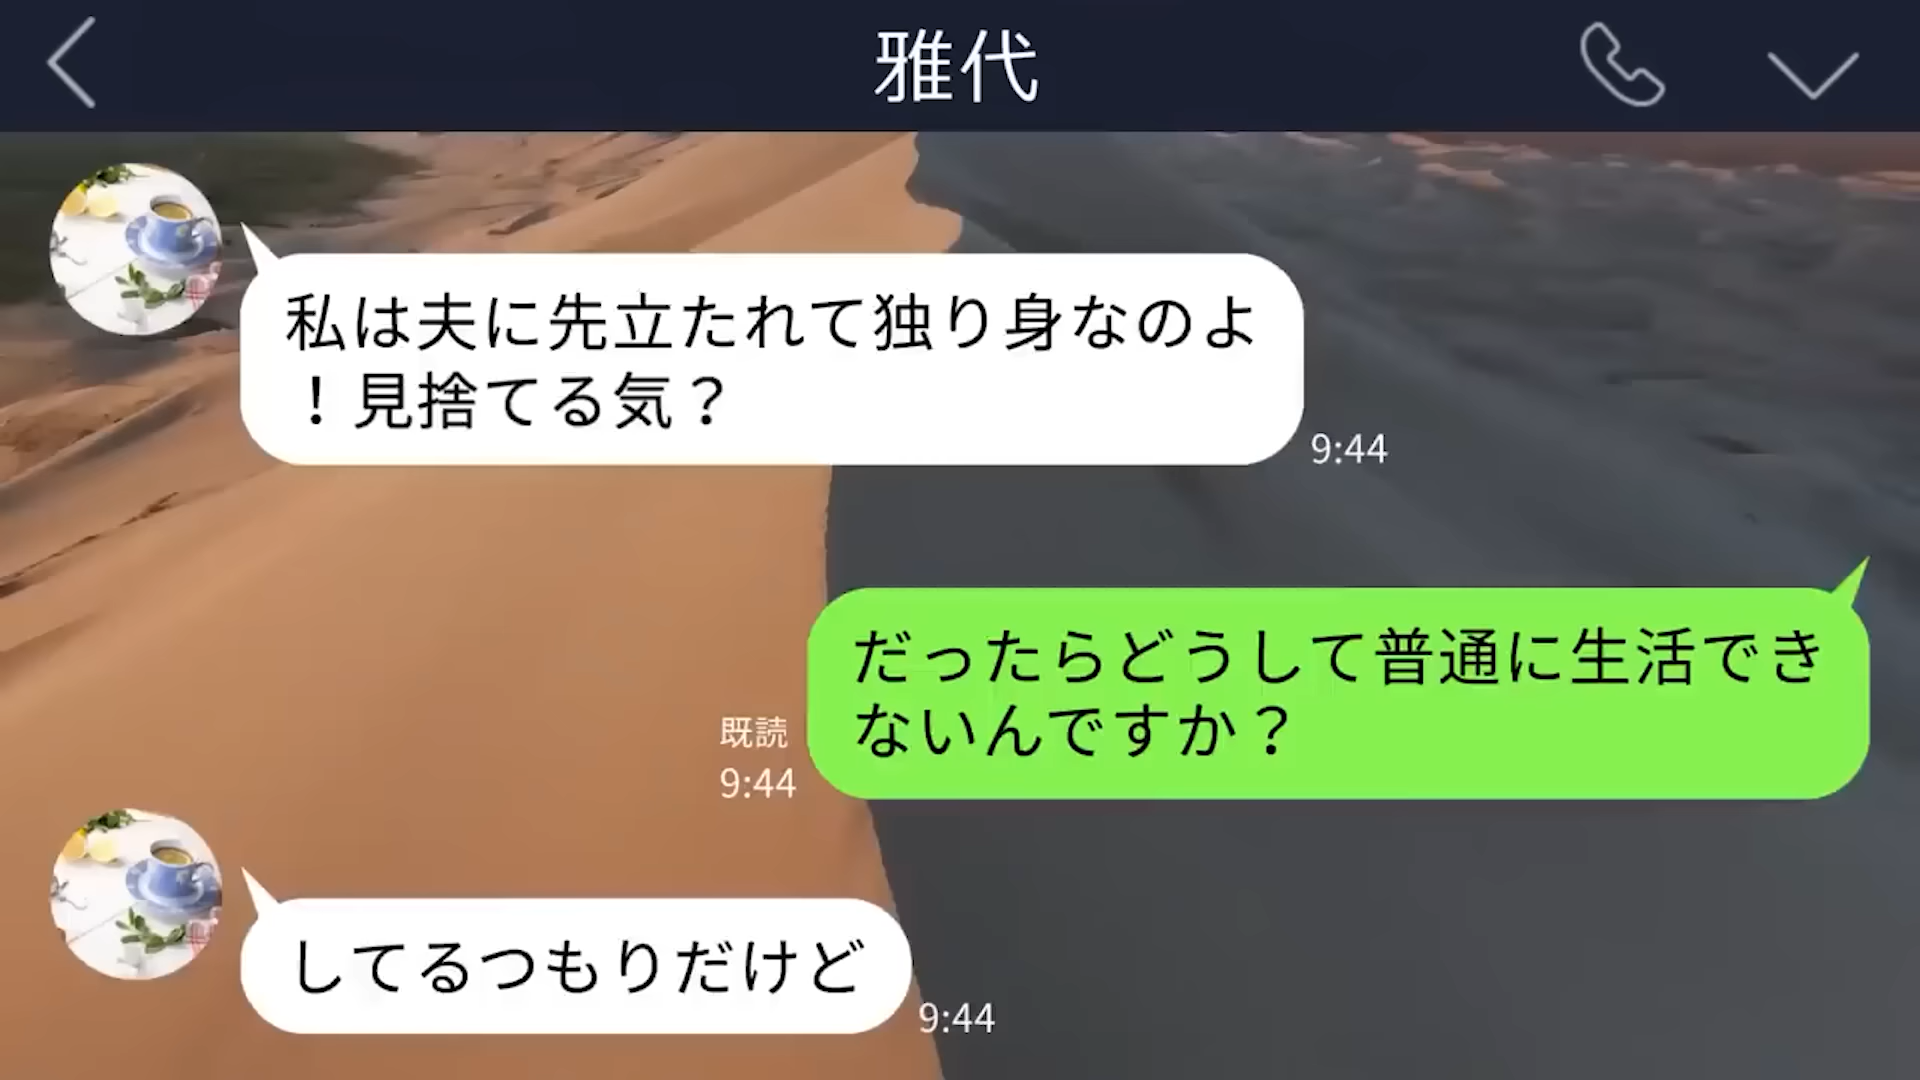 雅代
私は夫に先立たれて独り身なのよ
！見捨てる気？
9:44
だったらどうして普通に生活でき
ないんですか？
既読
9:44
してるつもりだけど
9:44